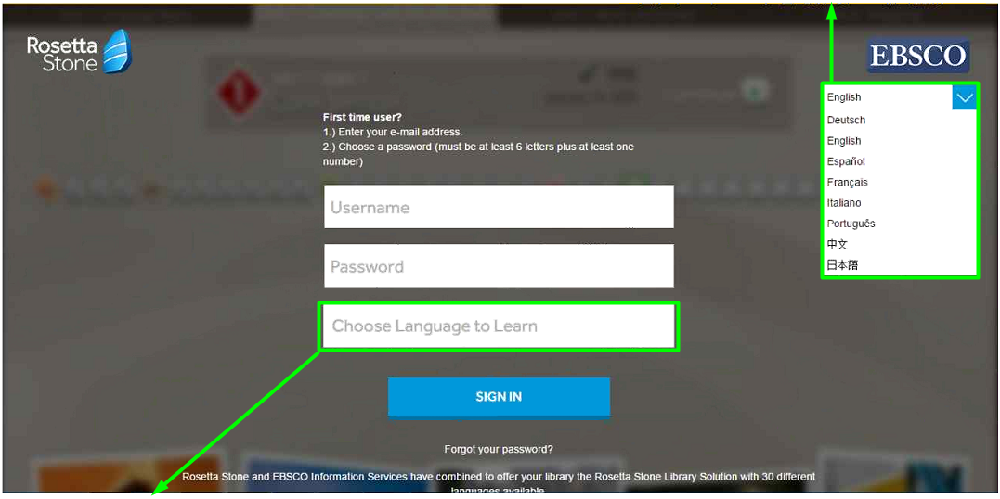 Rosetta
Stone
EBSCO
English
Deutsch
English
Español
Français
Italiano
Português
中文
日本語
First time user?
1.) Enter your e-mail address.
2.) Choose a password (must be at least 6 letters plus at least one
number)
Username
Password
Choose Language to Learn
SIGN IN
Forgot your password?
Rosetta Stone and EBSCO Information Services have combined to offer your library the Rosetta Stone Library Solution with 30 different
languages available